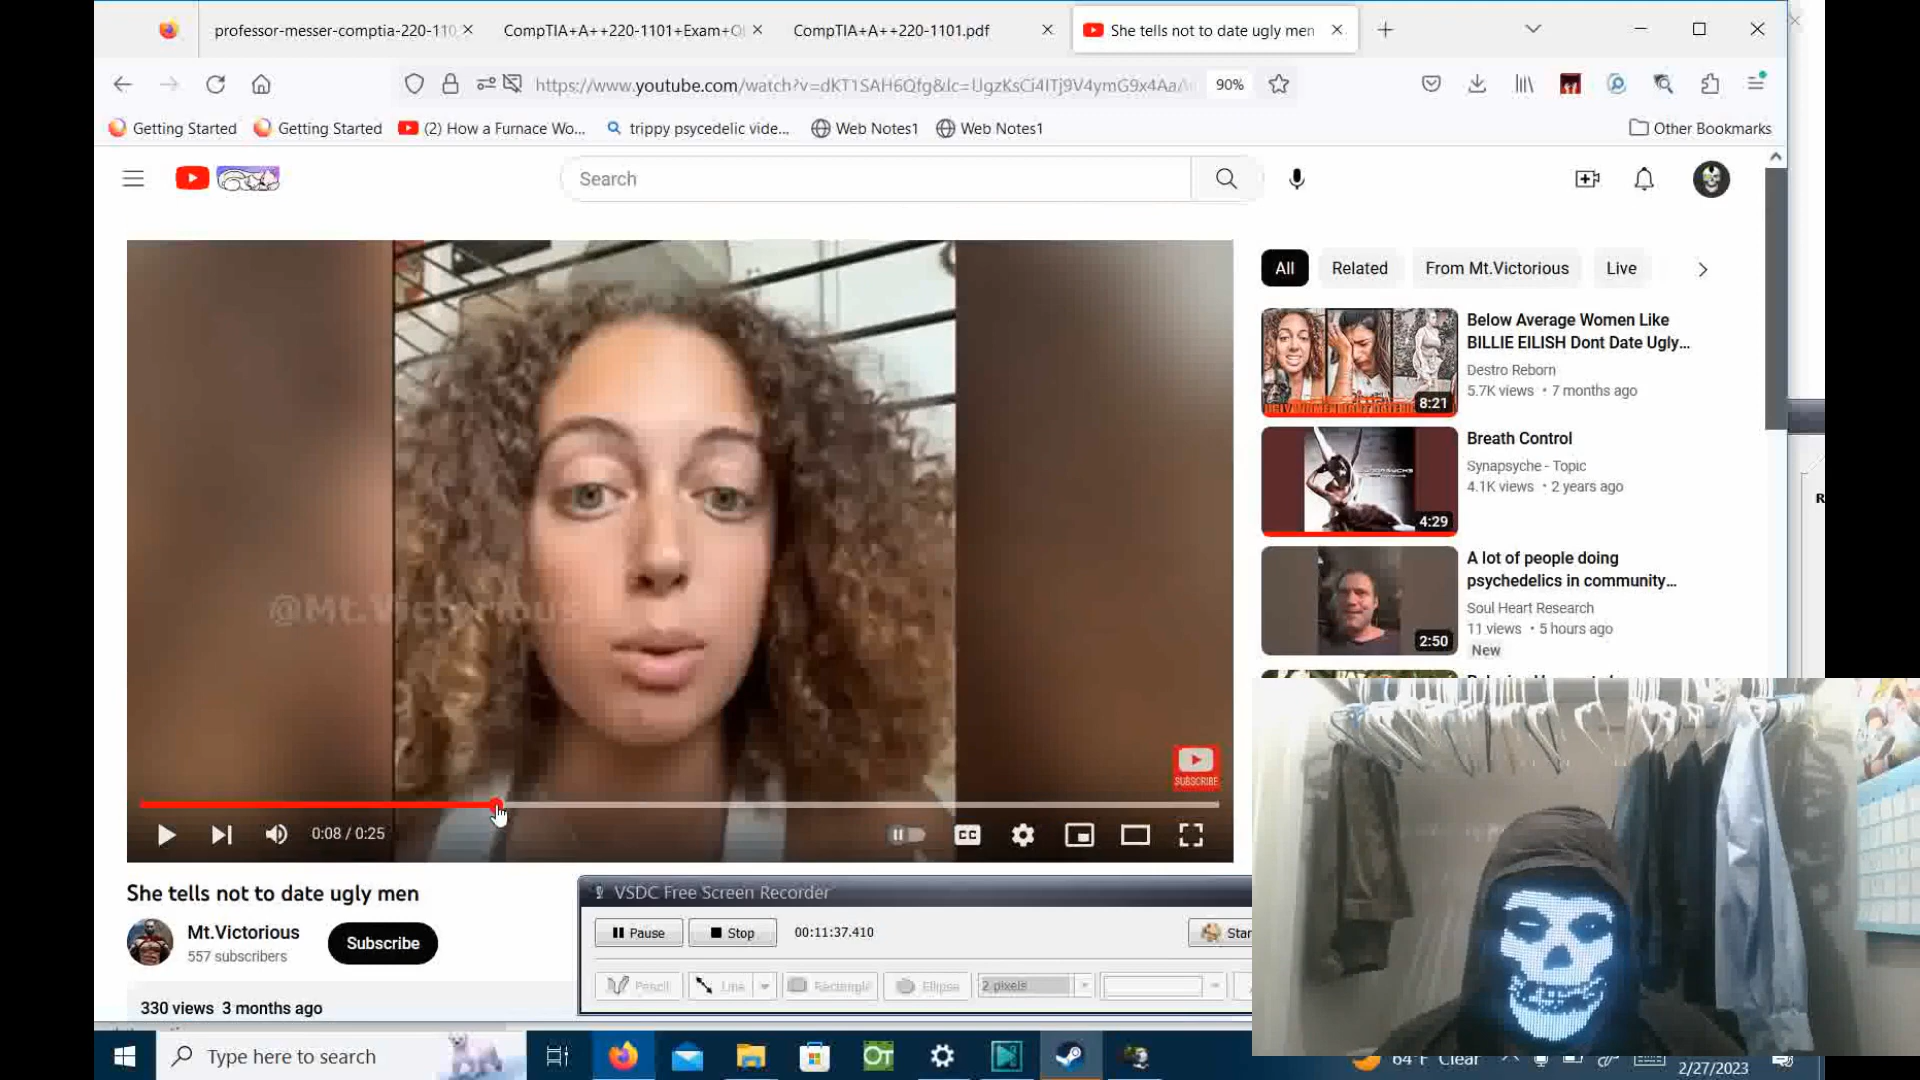 professor-messer-comptia-220-110
CompTIA+A++220-1101+Exam+Q
CompTIA+A++220-1101.pdf
She tells not to date ugly men
https://www.youtube.com/watch?v=dKT1SAH6Qfg&lc=UgzKsCi4ITj9V4ymG9x4Aa
90%
Getting Started
Getting Started
(2) How a Furnace Wo...
trippy psycedelic vide...
Web Notes1
Web Notes1
Other Bookmarks
Search
All
Related
From Mt.Victorious
Live
Below Average Women Like
BILLIE EILISH Dont Date Ugly...
Destro Reborn
5.7K views • 7 months ago
8:21
Breath Control
Synapsyche - Topic
4.1K views • 2 years ago
4:29
A lot of people doing
psychedelics in community...
Soul Heart Research
11 views • 5 hours ago
New
2:50
@Mt.Victorious
SUBSCRIBE
0:08 / 0:25
CC
She tells not to date ugly men
Mt.Victorious
557 subscribers
Subscribe
330 views 3 months ago
VSDC Free Screen Recorder
Pause
Stop
00:11:37.410
Star
Pencil
Line
Rectangle
Ellipse
2 pixels
Type here to search
OT
64°F Clear
2/27/2023